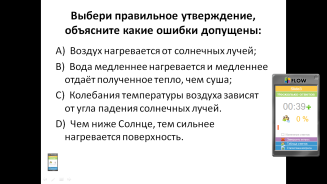 Выбери правильное утверждение,
объясните какие ошибки допущены:
A) Воздух нагревается от солнечных лучей;
B) Вода медленнее нагревается и медленнее
отдаёт полученное тепло, чем суша;
C) Колебания температуры воздуха зависят
от угла падения солнечных лучей.
D) Чем ниже Солнце, тем сильнее
нагревается поверхность.
FLOW
00:39
0 %